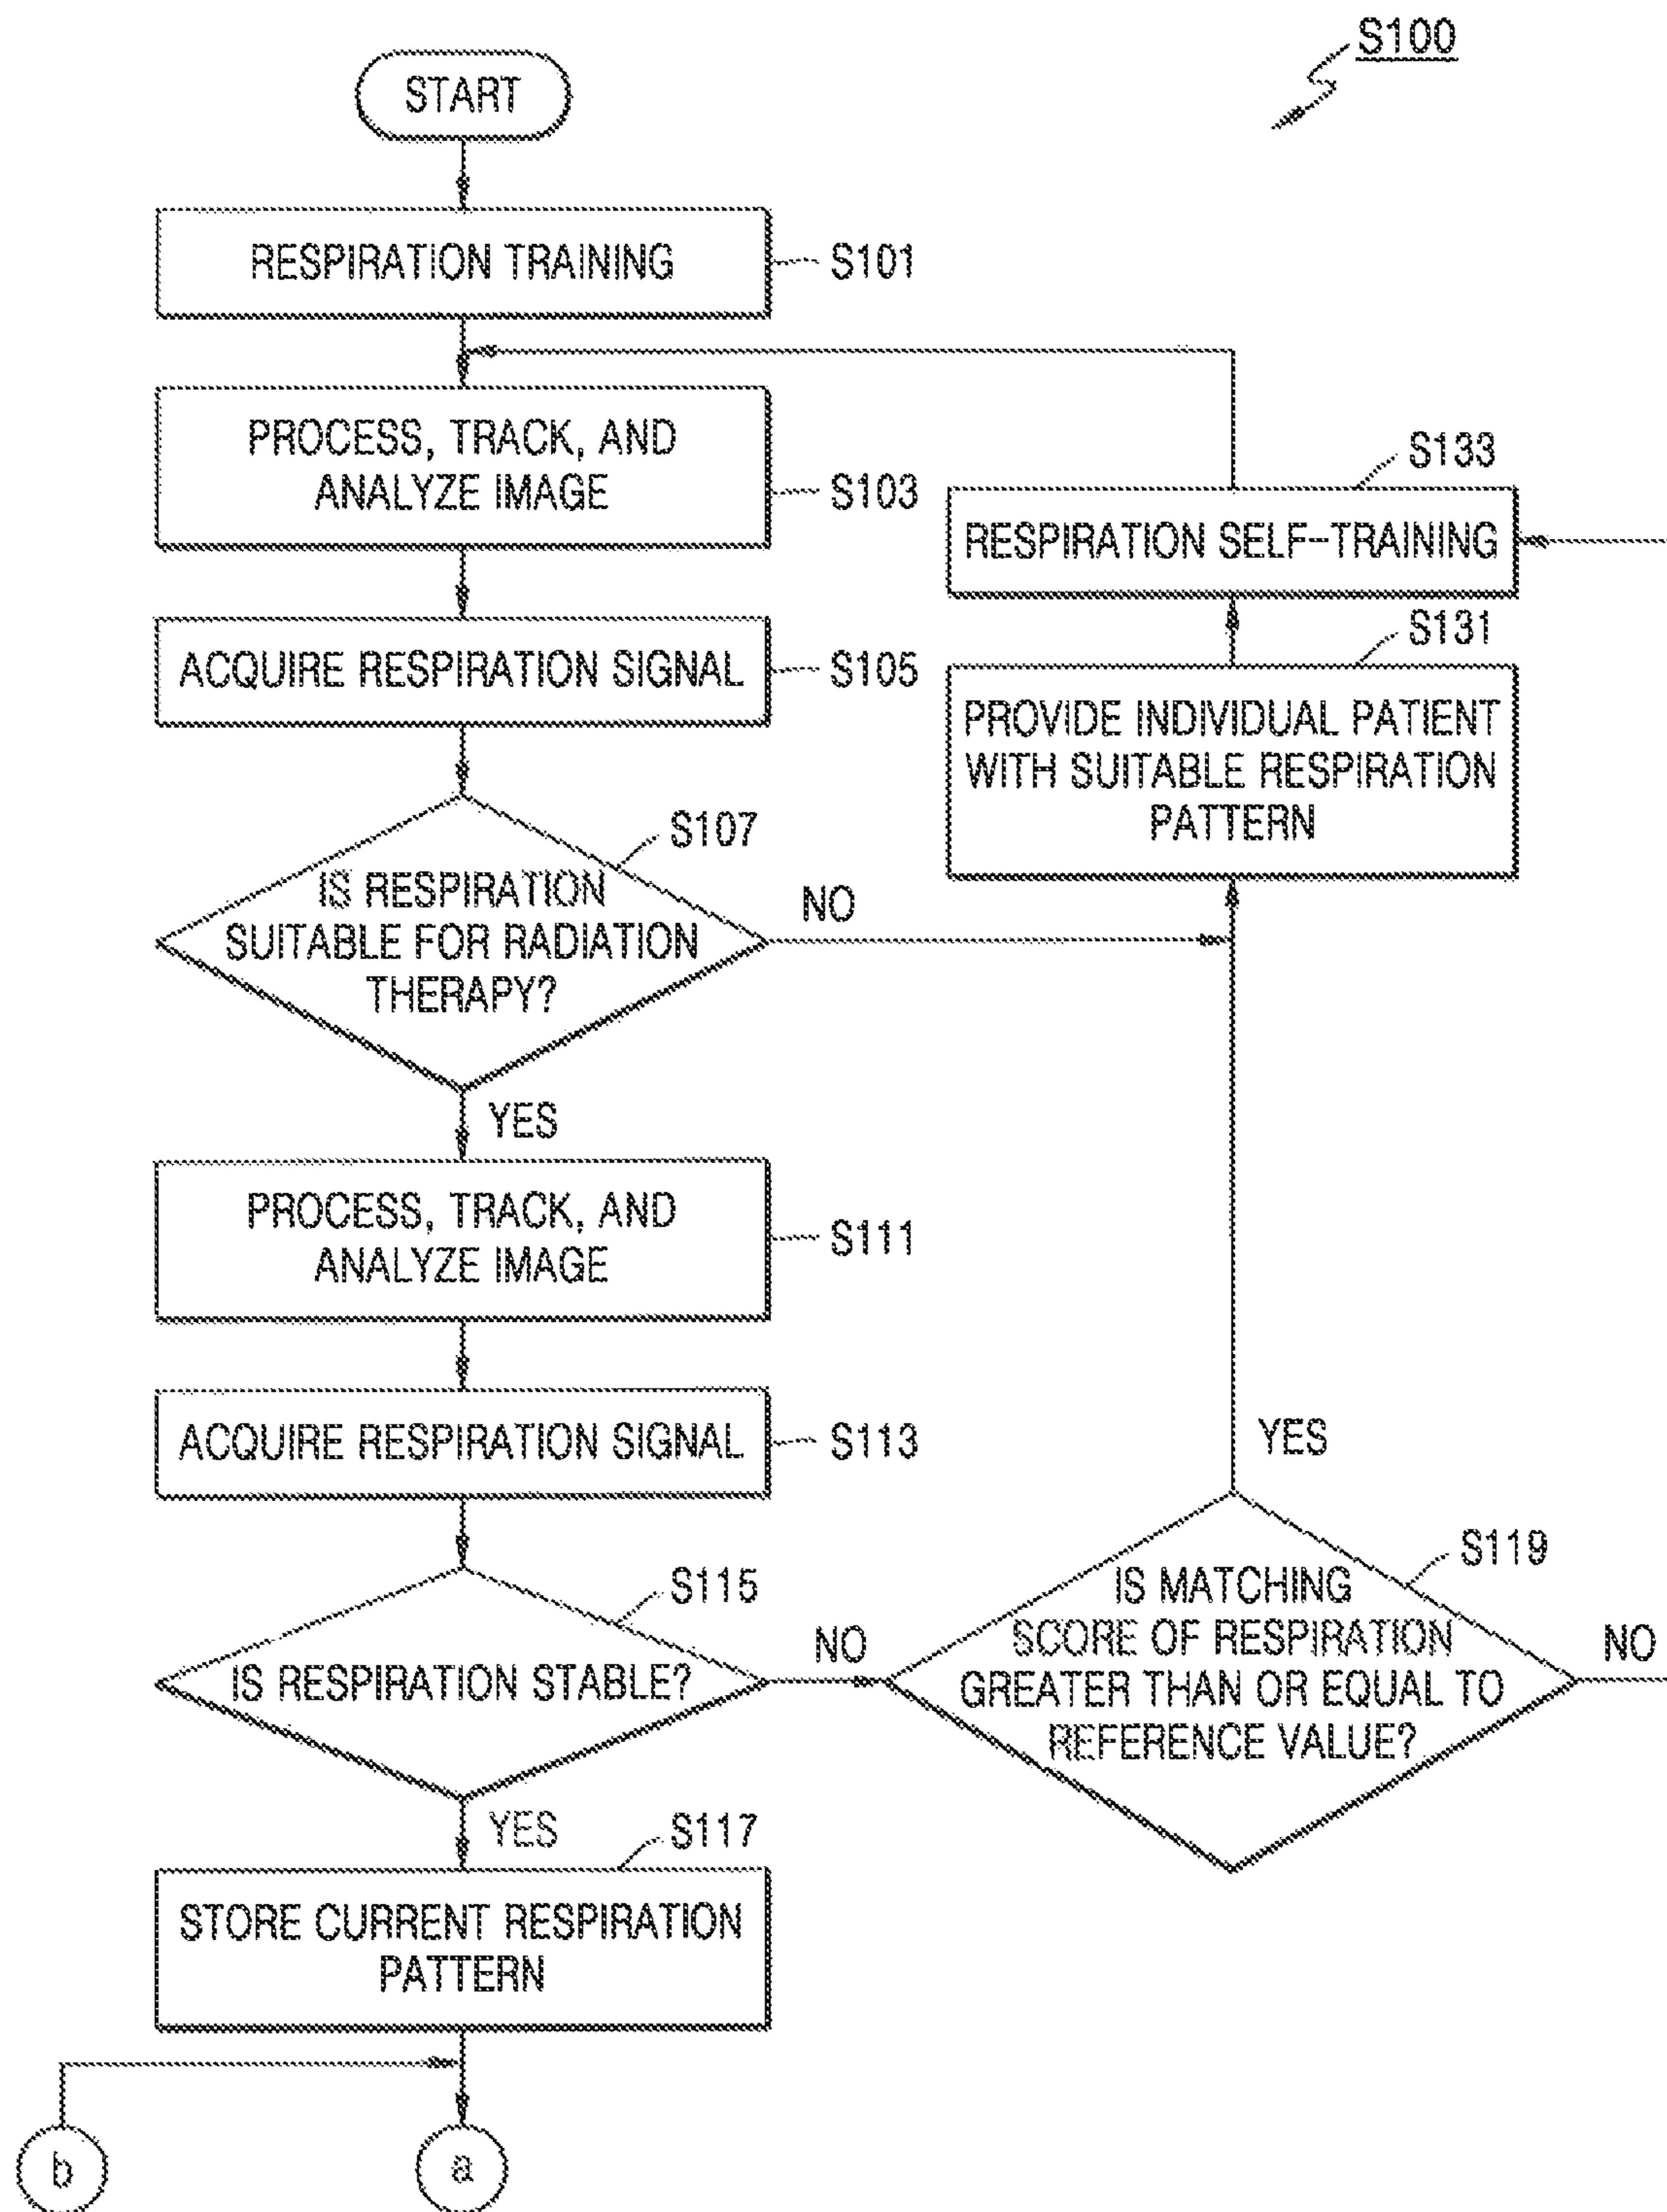 S100
START
RESPIRATION TRAINING
S101
PROCESS, TRACK, AND
ANALYZE IMAGE
S103
S133
RESPIRATION SELF-TRAINING
ACQUIRE RESPIRATION SIGNAL
S105
S131
PROVIDE INDIVIDUAL PATIENT
WITH SUITABLE RESPIRATION
PATTERN
S107
IS RESPIRATION
SUITABLE FOR RADIATION
THERAPY?
NO
YES
PROCESS, TRACK, AND
ANALYZE IMAGE
S111
ACQUIRE RESPIRATION SIGNAL
S113
YES
S115
IS RESPIRATION STABLE?
NO
S119
IS MATCHING
SCORE OF RESPIRATION
GREATER THAN OR EQUAL TO
REFERENCE VALUE?
NO
YES
S117
STORE CURRENT RESPIRATION
PATTERN
b
a